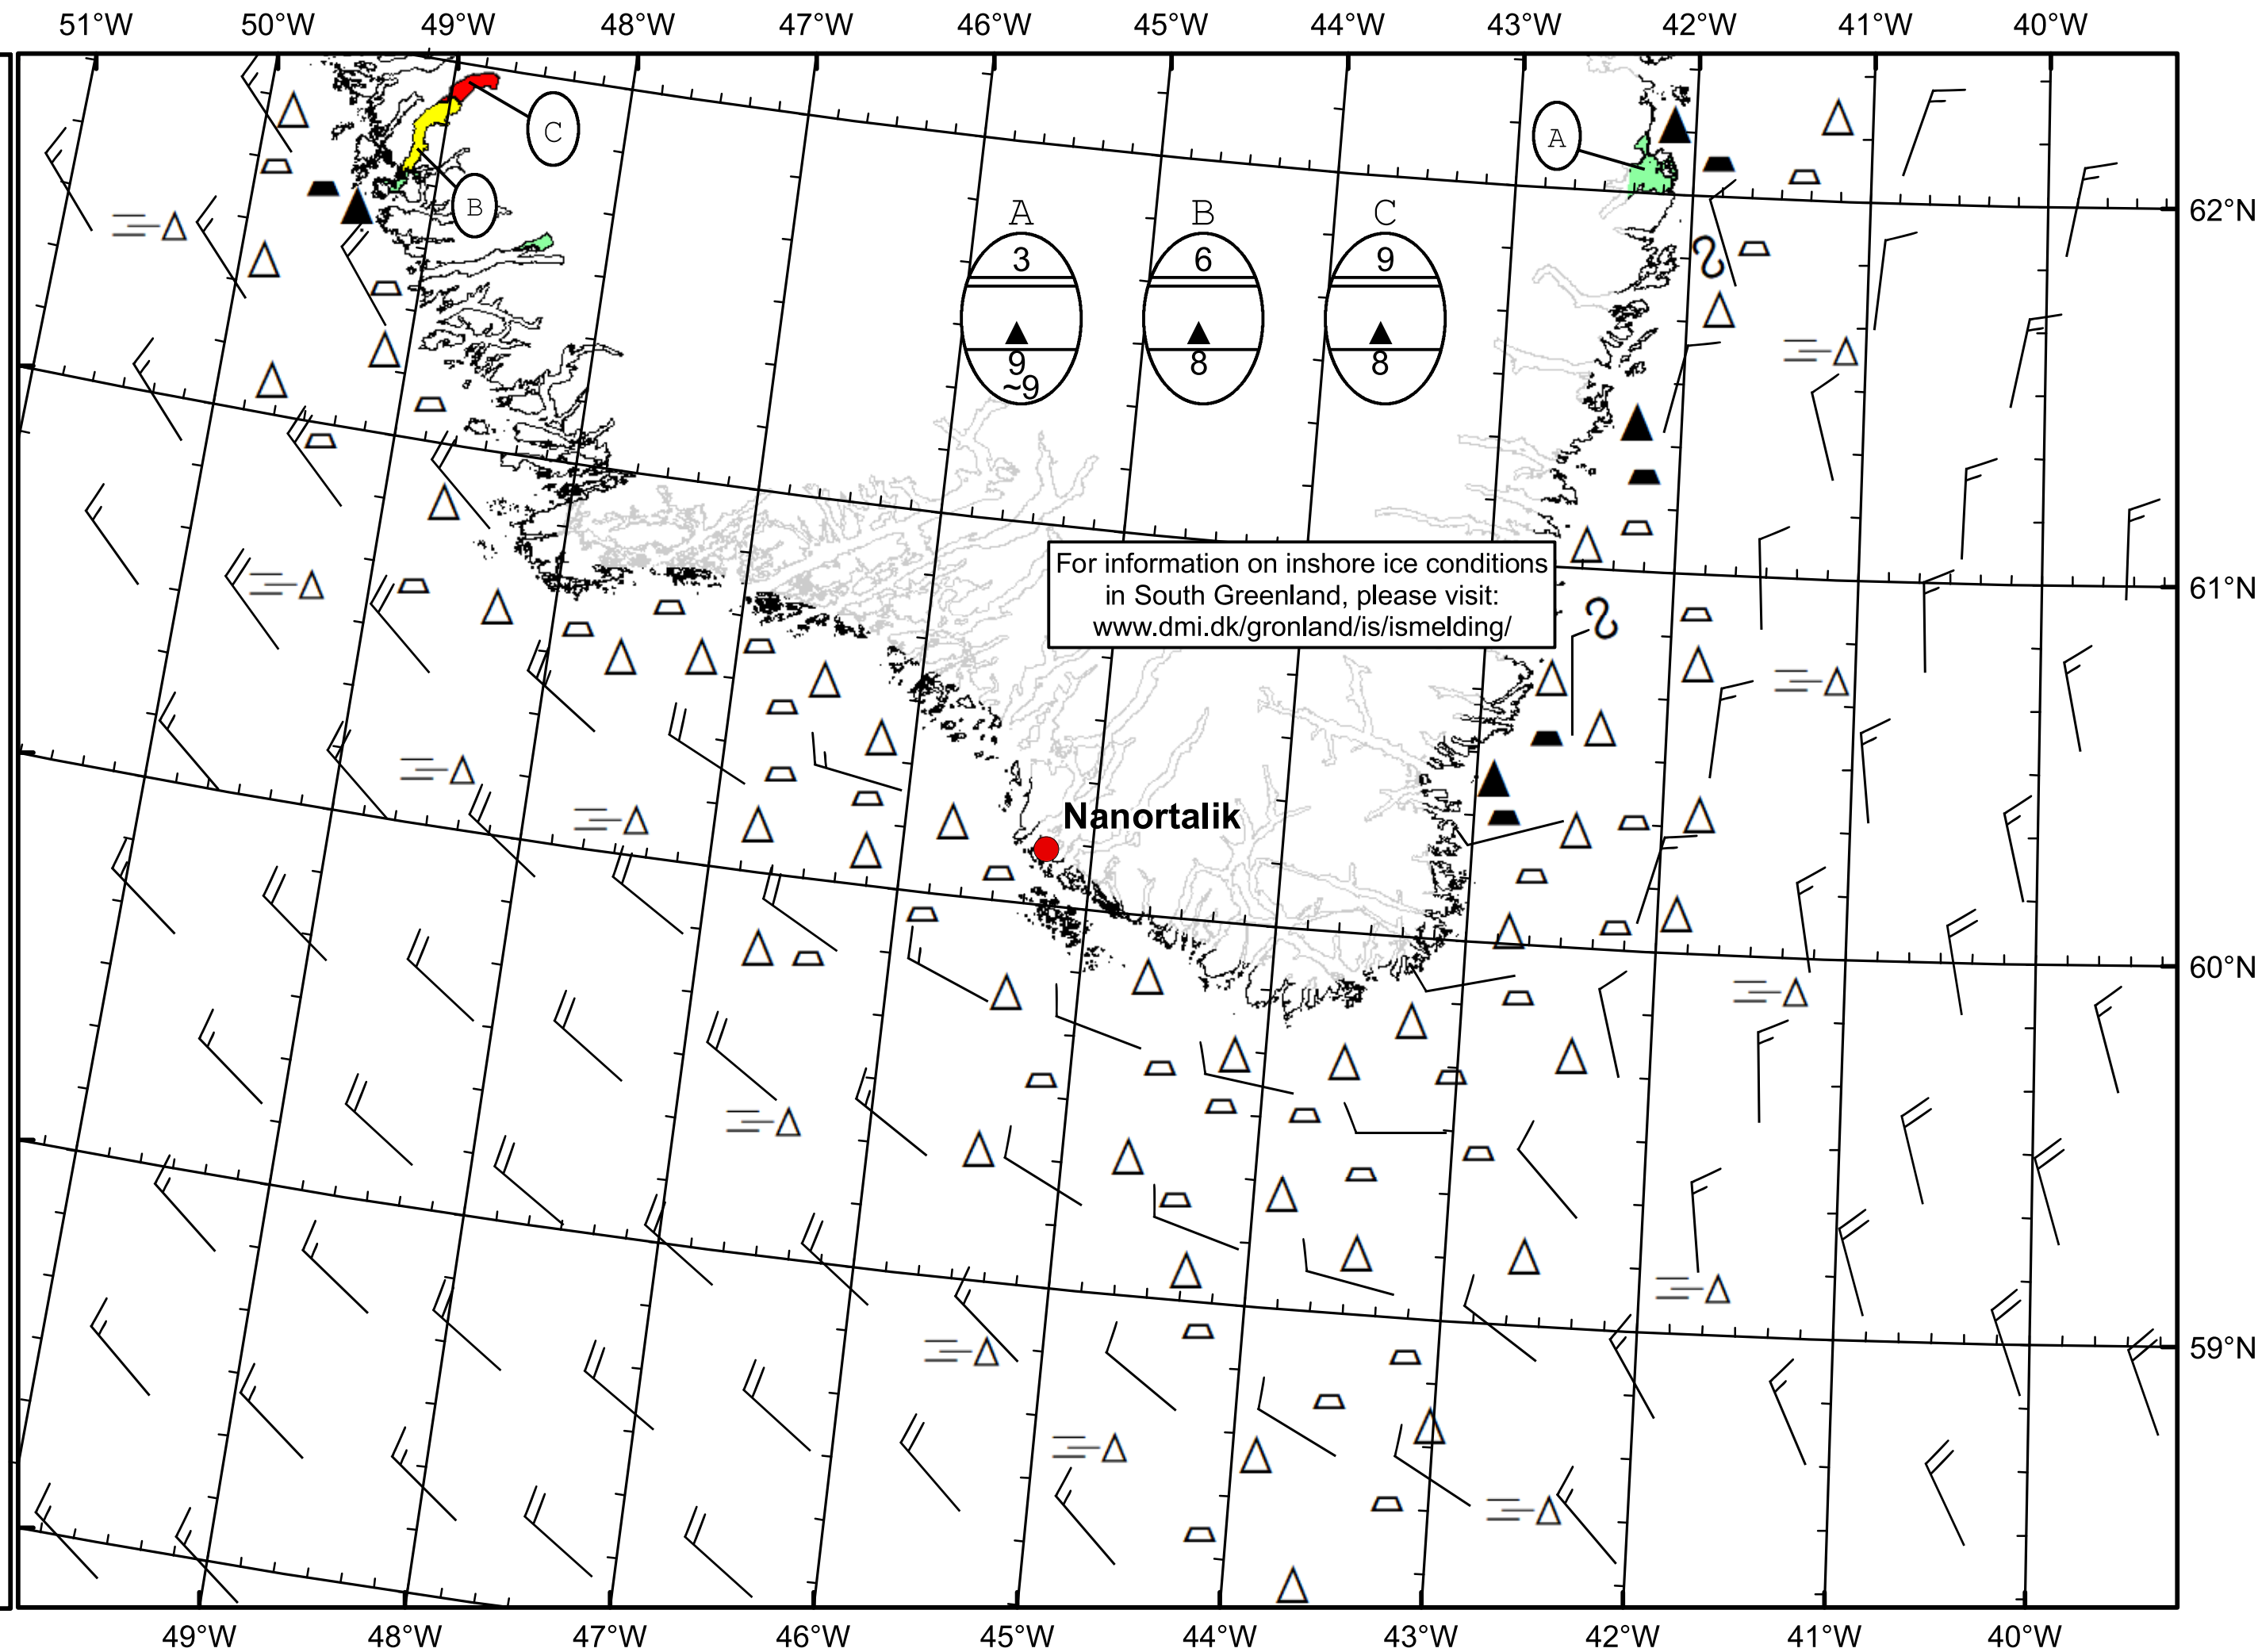 51°W 50°W 49°W 48°W 47°W 46°W 45°W 44°W 43°W 42°W 41°W 40°W
C
A
B
62°N
A B C
3 6 9
9 8 8
~9
For information on inshore ice conditions
in South Greenland, please visit:
www.dmi.dk/gronland/is/ismelding/
61°N
Nanortalik
60°N
59°N
49°W 48°W 47°W 46°W 45°W 44°W 43°W 42°W 41°W 40°W